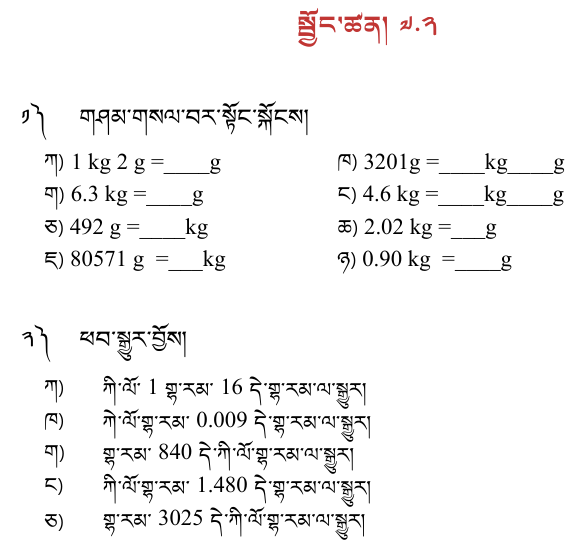 སྦྱོང་ཚན། ༧.༢
༡༽ གཤམ་གསལ་བར་སྟོང་སྐོངས།
ཀ) 1 kg 2 g =____g ཁ) 3201g =____kg____g
ག) 6.3 kg =____g ང) 4.6 kg =____kg____g
ཅ) 492 g =____kg ཆ) 2.02 kg =___g
ཇ) 80571 g =___kg ཉ) 0.90 kg =____g
༢༽ ཕབ་སྒྱུར་བྱོས།
ཀ) ཀི་ལོ་ 1 གྷ་རམ་ 16 དེ་གྷ་རམ་ལ་སྒྱུར།
ཁ) ཀེ་ལོ་གྷ་རམ་ 0.009 དེ་གྷ་རམ་ལ་སྒྱུར།
ག) གྷ་རམ་ 840 དེ་ཀི་ལོ་གྷ་རམ་ལ་སྒྱུར།
ང) ཀི་ལོ་གྷ་རམ་ 1.480 དེ་གྷ་རམ་ལ་སྒྱུར།
ཅ) གྷ་རམ་ 3025 དེ་ཀི་ལོ་གྷ་རམ་ལ་སྒྱུར།